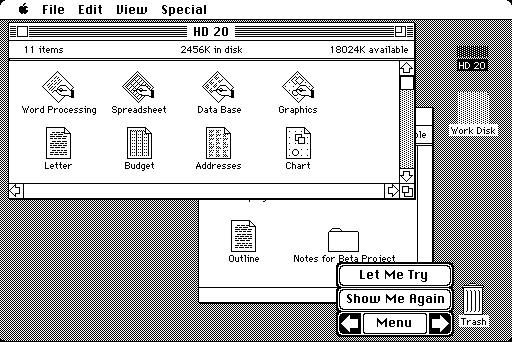 File Edit View Special
HD 20
11 items 2456K in disk 18024K available
HD 20
Word Processing Spreadsheet Data Base Graphics
Work Disk
Letter Budget Addresses Chart
Outline Notes for Beta Project
Let Me Try
Show Me Again
Menu
Trash